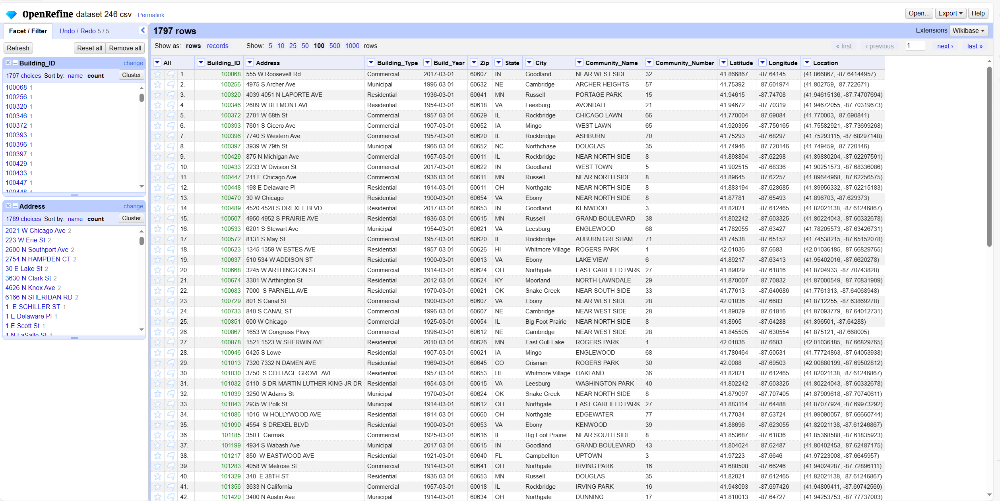 OpenRefine dataset 246 csv Permalink Open... Export Help
Facet / Filter Undo / Redo 5 / 5 1797 rows Extensions Wikibase
Refresh Reset all Remove all Show as: rows records Show: 5 10 25 50 100 500 1000 rows « first ‹ previous 1 next › last »
Building_ID change
1797 choices Sort by: name count Cluster
100068 1
100256 1
100320 1
100346 1
100372 1
100393 1
100396 1
100397 1
100429 1
100433 1
100447 1
100448 1
Address change
1789 choices Sort by: name count Cluster
2021 W Chicago Ave 2
223 W Erie St 2
2600 N Southport Ave 2
2754 N HAMPDEN CT 2
30 E Lake St 2
3630 N Clark St 2
4626 N Knox Ave 2
6166 N SHERIDAN RD 2
1 E SCHILLER ST 1
1 E Delaware Pl 1
1 E Scott St 1
1 N LaSalle St 1
All Building_ID Address Building_Type Build_Year Zip State City Community_Name Community_Number Latitude Longitude Location
1. 100068 555 W Roosevelt Rd Commercial 2017-03-01 60607 IN Goodland NEAR WEST SIDE 32 41.866867 -87.64145 (41.866867, -87.64144957)
2. 100256 4975 S Archer Ave Municipal 1996-03-01 60632 NE Cambridge ARCHER HEIGHTS 57 41.75392 -87.601974 (41.802759, -87.722671)
3. 100320 4039 4051 N LAPORTE AVE Residential 1936-03-01 60641 MN Russell PORTAGE PARK 15 41.94615 -87.74708 (41.94615136, -87.74707694)
4. 100346 2609 W BELMONT AVE Residential 1954-03-01 60618 VA Leesburg AVONDALE 21 41.94672 -87.70319 (41.94672055, -87.70319673)
5. 100372 2701 W 68th St Commercial 1957-03-01 60629 IL Rockbridge CHICAGO LAWN 66 41.770004 -87.69084 (41.770003, -87.690841)
6. 100393 7601 S Cicero Ave Commercial 1907-03-01 60652 IA Mingo WEST LAWN 65 41.920395 -87.756165 (41.75582921, -87.73699268)
7. 100396 7740 S Western Ave Commercial 1957-03-01 60620 IL Rockbridge ASHBURN 70 41.75293 -87.68297 (41.75293115, -87.68297148)
8. 100397 3939 W 79th St Municipal 1966-03-01 60652 NC Northchase DOUGLAS 35 41.74946 -87.720146 (41.749459, -87.720146)
9. 100429 875 N Michigan Ave Commercial 1957-03-01 60611 IL Rockbridge NEAR NORTH SIDE 8 41.898804 -87.62298 (41.89880204, -87.62297591)
10. 100433 2233 W Division St Commercial 2017-03-01 60622 IN Goodland WEST TOWN 5 41.902515 -87.68336 (41.90251573, -87.68336086)
11. 100447 211 E Chicago Ave Commercial 1936-03-01 60611 MN Russell NEAR NORTH SIDE 8 41.89645 -87.62257 (41.89644968, -87.62256575)
12. 100448 198 E Delaware Pl Residential 1914-03-01 60611 OH Northgate NEAR NORTH SIDE 8 41.883194 -87.628685 (41.89956332, -87.62215183)
13. 100470 30 W Chicago Residential 1900-03-01 60654 VA Ebony NEAR NORTH SIDE 8 41.87781 -87.65493 (41.896703, -87.629373)
14. 100489 4520 4528 S DREXEL BLVD Residential 2017-03-01 60653 IN Goodland KENWOOD 3 41.82021 -87.612465 (41.82021138, -87.61246867)
15. 100507 4950 4952 S PRAIRIE AVE Residential 1936-03-01 60615 MN Russell GRAND BOULEVARD 38 41.802242 -87.603325 (41.80224043, -87.60332678)
16. 100533 6201 S Stewart Ave Municipal 1954-03-01 60621 VA Leesburg ENGLEWOOD 68 41.782055 -87.63427 (41.78205573, -87.63426731)
17. 100572 8131 S May St Commercial 1957-03-01 60620 IL Rockbridge AUBURN GRESHAM 71 41.74538 -87.65152 (41.74538215, -87.65152078)
18. 100623 1345 1359 W ESTES AVE Residential 1957-03-01 60626 HI Whitmore Village ROGERS PARK 1 42.01036 -87.6683 (42.01036185, -87.66829765)
19. 100637 510 534 W ADDISON ST Residential 1900-03-01 60613 VA Ebony LAKE VIEW 6 41.89217 -87.63413 (41.95402016, -87.6620278)
20. 100668 3245 W ARTHINGTON ST Commercial 1914-03-01 60624 OH Northgate EAST GARFIELD PARK 27 41.89029 -87.61816 (41.8704933, -87.70743828)
21. 100674 3301 W Arthington St Residential 2012-03-01 60624 KY Moorland NORTH LAWNDALE 29 41.870007 -87.70832 (41.87000549, -87.70831909)
22. 100683 7000 S PARNELL AVE Residential 1970-03-01 60621 OK Snake Creek NEAR SOUTH SIDE 33 41.77613 -87.640686 (41.7761313, -87.64068948)
23. 100729 801 S Canal St Commercial 1900-03-01 60607 VA Ebony NEAR WEST SIDE 28 42.01036 -87.6683 (41.8712255, -87.63869278)
24. 100733 840 S CANAL ST Commercial 1996-03-01 60607 NE Cambridge NEAR WEST SIDE 28 41.89029 -87.61816 (41.87093779, -87.64012731)
25. 100851 600 W Chicago Commercial 1925-03-01 60654 IL Big Foot Prairie NEAR NORTH SIDE 8 41.8965 -87.64288 (41.896501, -87.64288)
26. 100867 1653 W Congress Pkwy Commercial 1996-03-01 60612 NE Cambridge NEAR WEST SIDE 28 41.845505 -87.630554 (41.875121, -87.668005)
27. 100878 1521 1523 W SHERWIN AVE Residential 2010-03-01 60626 MN East Gull Lake ROGERS PARK 1 42.01036 -87.6683 (42.01036185, -87.66829765)
28. 100946 6425 S Lowe Residential 1907-03-01 60621 IA Mingo ENGLEWOOD 68 41.780464 -87.60531 (41.77724863, -87.64053938)
29. 101013 7320 7332 N DAMEN AVE Residential 1969-03-01 60645 CO Crisman ROGERS PARK 30 42.0088 -87.69503 (42.00880199, -87.69502812)
30. 101030 3750 S COTTAGE GROVE AVE Residential 1957-03-01 60653 HI Whitmore Village OAKLAND 36 41.82021 -87.612465 (41.82021138, -87.61246867)
31. 101032 5110 S DR MARTIN LUTHER KING JR DR Residential 1954-03-01 60615 VA Leesburg WASHINGTON PARK 40 41.802242 -87.603325 (41.80224043, -87.60332678)
32. 101039 3250 W Adams St Municipal 1970-03-01 60624 OK Snake Creek NEAR NORTH SIDE 8 41.879097 -87.707405 (41.87909618, -87.70740611)
33. 101043 2935 W Polk St Municipal 1914-03-01 60612 OH Northgate EAST GARFIELD PARK 27 41.883114 -87.64488 (41.87077924, -87.69973292)
34. 101086 1016 W HOLLYWOOD AVE Residential 1914-03-01 60660 OH Northgate EDGEWATER 77 41.77034 -87.63724 (41.99090057, -87.66660744)
35. 101090 4554 S DREXEL BLVD Residential 1900-03-01 60653 VA Ebony KENWOOD 39 41.88696 -87.623055 (41.82021138, -87.61246867)
36. 101185 350 E Cermak Commercial 1925-03-01 60616 IL Big Foot Prairie NEAR SOUTH SIDE 8 41.853687 -87.61836 (41.85368588, -87.61835923)
37. 101199 4934 S Wabash Ave Municipal 2017-03-01 60615 IN Goodland GRAND BOULEVARD 43 41.804024 -87.62487 (41.80402453, -87.62487175)
38. 101217 850 W EASTWOOD AVE Residential 1921-03-01 60640 FL Campbellton UPTOWN 3 41.97223 -87.6646 (41.97223008, -87.6645957)
39. 101283 4058 W Melrose St Commercial 1914-03-01 60641 OH Northgate IRVING PARK 16 41.680508 -87.66246 (41.94024287, -87.72896111)
40. 101329 340 E 38TH ST Residential 1936-03-01 60653 MN Russell DOUGLAS 35 41.82021 -87.612465 (41.82021138, -87.61246867)
41. 101356 3633 N California Commercial 1957-03-01 60618 IL Rockbridge IRVING PARK 16 41.948093 -87.697426 (41.94809411, -87.69742569)
42. 101420 3400 N Austin Ave Municipal 1914-03-01 60634 OH Northgate DUNNING 17 41.810013 -87.64727 (41.94253753, -87.77737003)